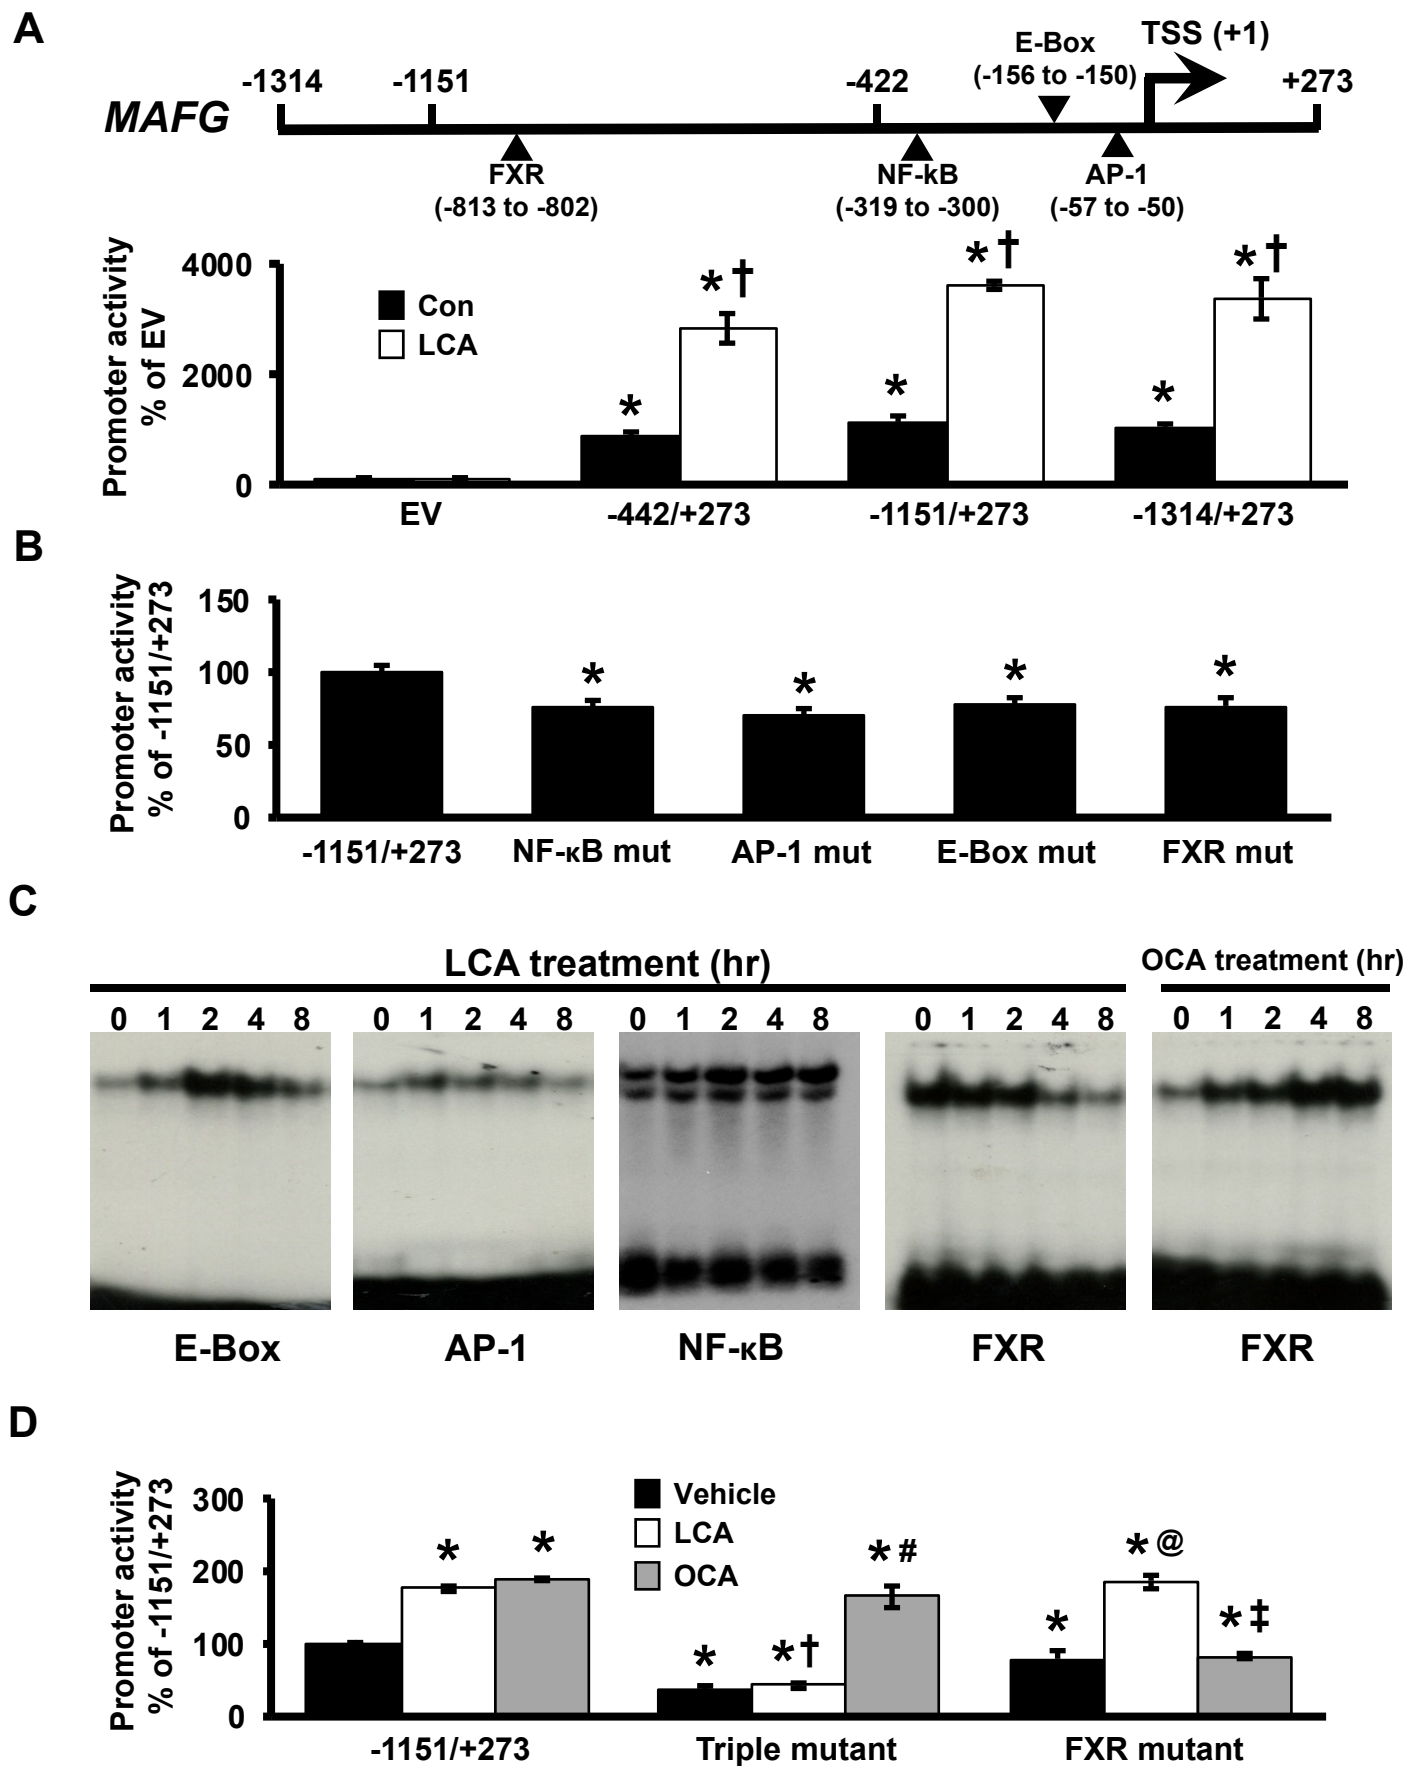 A
E-Box
TSS (+1)
-1314
-1151
-422
(-156 to -150)
+273
MAFG
FXR
NF-kB
AP-1
(-813 to -802)
(-319 to -300)
(-57 to -50)
Promoter activity
% of EV
4000
2000
0
Con
LCA
*
*†
*
*†
*
*†
EV
-442/+273
-1151/+273
-1314/+273
B
Promoter activity
% of -1151/+273
150
100
50
0
*
*
*
*
-1151/+273
NF-κB mut
AP-1 mut
E-Box mut
FXR mut
C
LCA treatment (hr)
OCA treatment (hr)
0 1 2 4 8
0 1 2 4 8
0 1 2 4 8
0 1 2 4 8
0 1 2 4 8
E-Box
AP-1
NF-κB
FXR
FXR
D
Promoter activity
% of -1151/+273
300
200
100
0
Vehicle
LCA
OCA
*
*
*
*†
*#
*
*@
*‡
-1151/+273
Triple mutant
FXR mutant